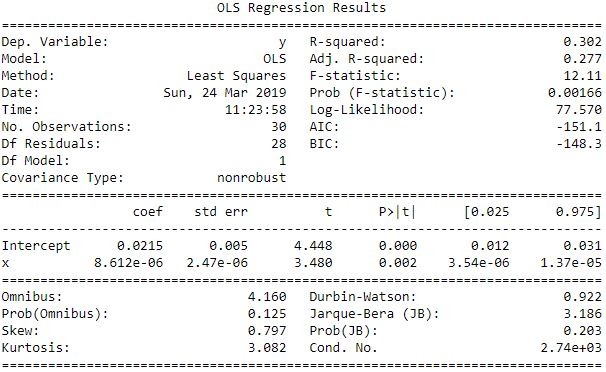 OLS Regression Results
==============================================================================
Dep. Variable:                      y   R-squared:                       0.302
Model:                            OLS   Adj. R-squared:                  0.277
Method:                 Least Squares   F-statistic:                     12.11
Date:                Sun, 24 Mar 2019   Prob (F-statistic):            0.00166
Time:                        11:23:58   Log-Likelihood:                 77.570
No. Observations:                  30   AIC:                            -151.1
Df Residuals:                      28   BIC:                            -148.3
Df Model:                           1
Covariance Type:            nonrobust
==============================================================================
                 coef    std err          t      P>|t|      [0.025      0.975]
------------------------------------------------------------------------------
Intercept      0.0215      0.005      4.448      0.000       0.012       0.031
x           8.612e-06   2.47e-06      3.480      0.002    3.54e-06    1.37e-05
==============================================================================
Omnibus:                        4.160   Durbin-Watson:                   0.922
Prob(Omnibus):                  0.125   Jarque-Bera (JB):                3.186
Skew:                           0.797   Prob(JB):                        0.203
Kurtosis:                       3.082   Cond. No.                     2.74e+03
==============================================================================